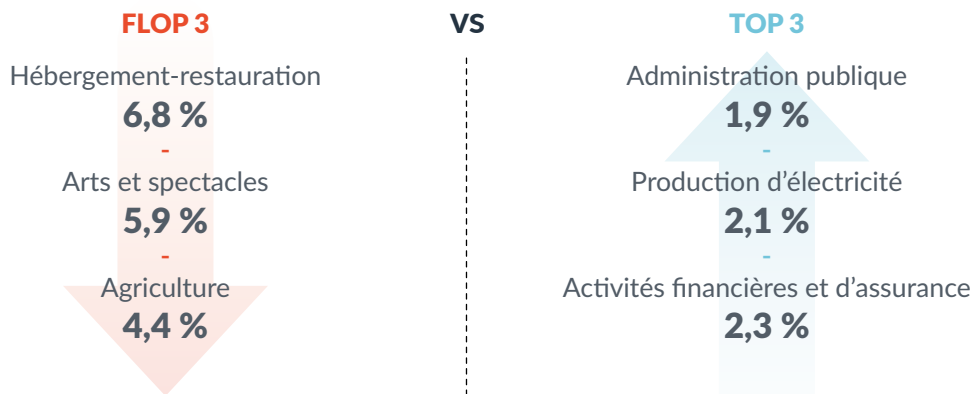 FLOP 3
Hébergement-restauration
6,8 %
-
Arts et spectacles
5,9 %
-
Agriculture
4,4 %
VS
TOP 3
Administration publique
1,9 %
-
Production d’électricité
2,1 %
-
Activités financières et d’assurance
2,3 %